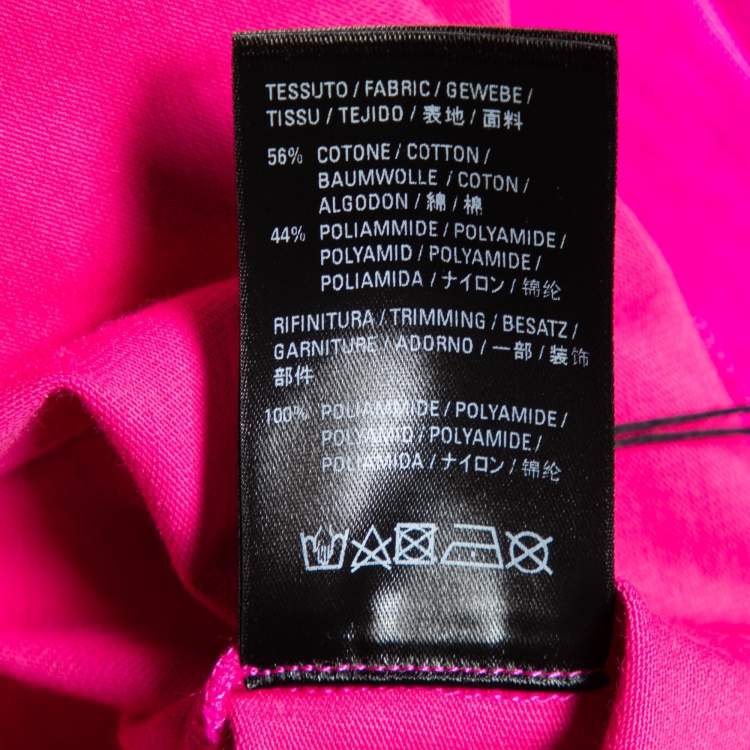 TESSUTO / FABRIC / GEWEBE /
TISSU / TEJIDO / 表地 / 面料
56% COTONE / COTTON /
BAUMWOLLE / COTON /
ALGODON / 綿 / 棉
44% POLIAMMIDE / POLYAMIDE /
POLYAMID / POLYAMIDE /
POLIAMIDA / ナイロン / 锦纶
RIFINITURA / TRIMMING / BESATZ /
GARNITURE / ADORNO / 一部 / 装饰
部件
100% POLIAMMIDE / POLYAMIDE /
POLYAMID / POLYAMIDE /
POLIAMIDA / ナイロン / 锦纶